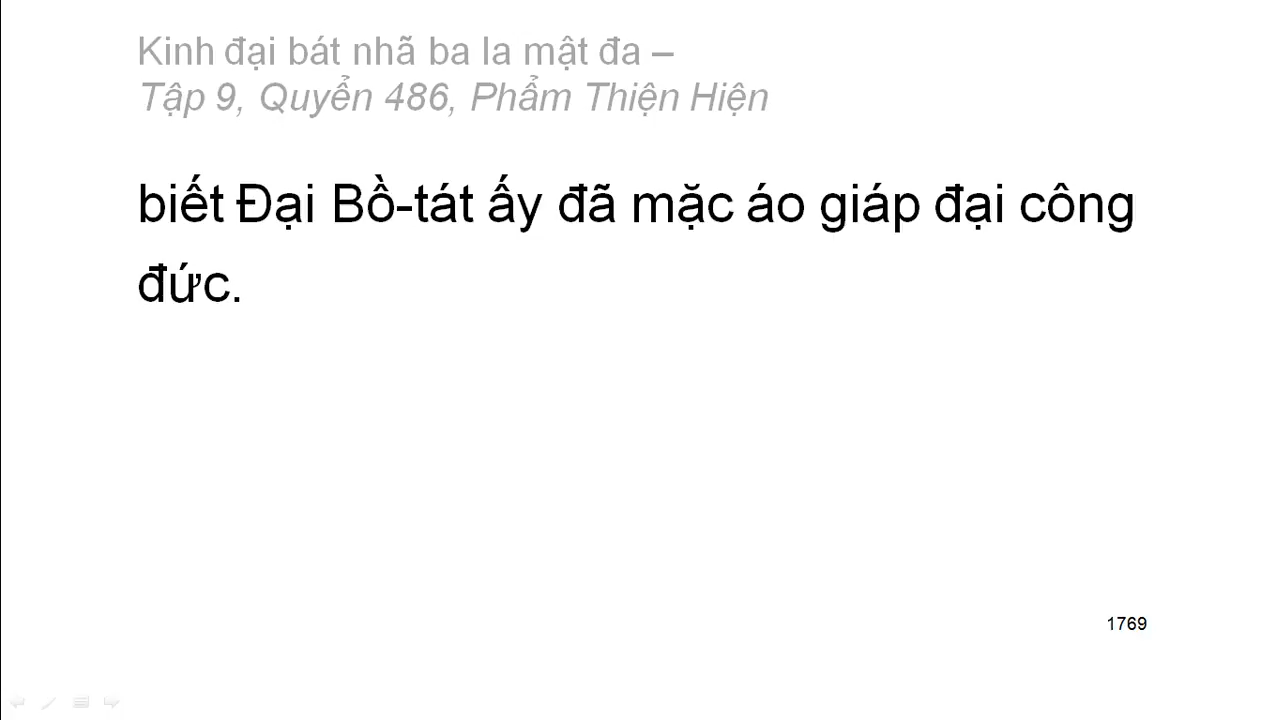 Kinh đại bát nhã ba la mật đa –
Tập 9, Quyển 486, Phẩm Thiện Hiện
biết Đại Bồ-tát ấy đã mặc áo giáp đại công
đức.
1769